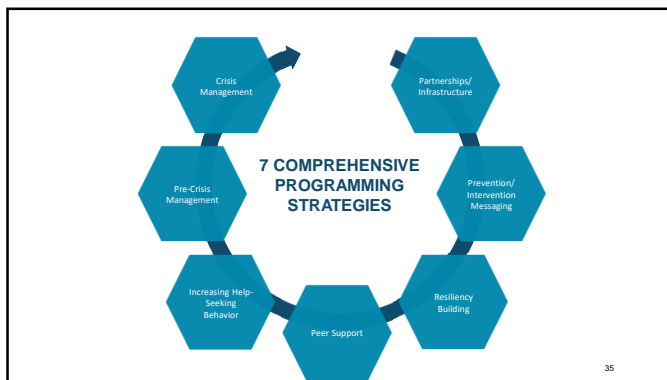 7 COMPREHENSIVE
PROGRAMMING
STRATEGIES
Partnerships/
Infrastructure
Prevention/
Intervention
Messaging
Resiliency
Building
Peer Support
Increasing Help-
Seeking
Behavior
Pre-Crisis
Management
Crisis
Management
35